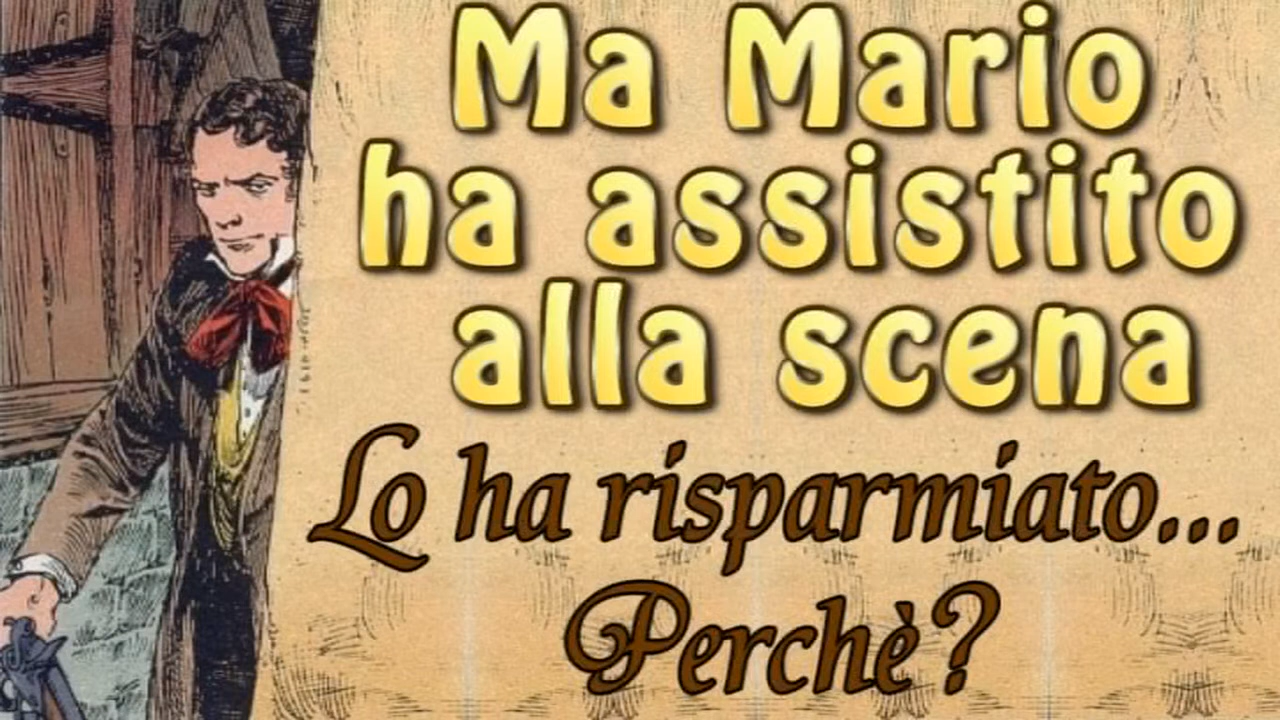 Ma Mario
ha assistito
alla scena
Lo ha risparmiato...
Perchè?